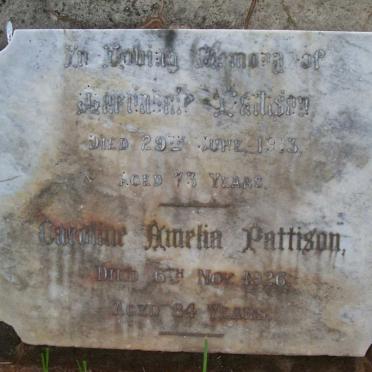 In Loving Memory of
Pattison
DIED 29TH JUNE, 1913.
AGED 73 YEARS.
Caroline Amelia Pattison,
DIED 6TH NOV. 1926
AGED 84 YEARS.